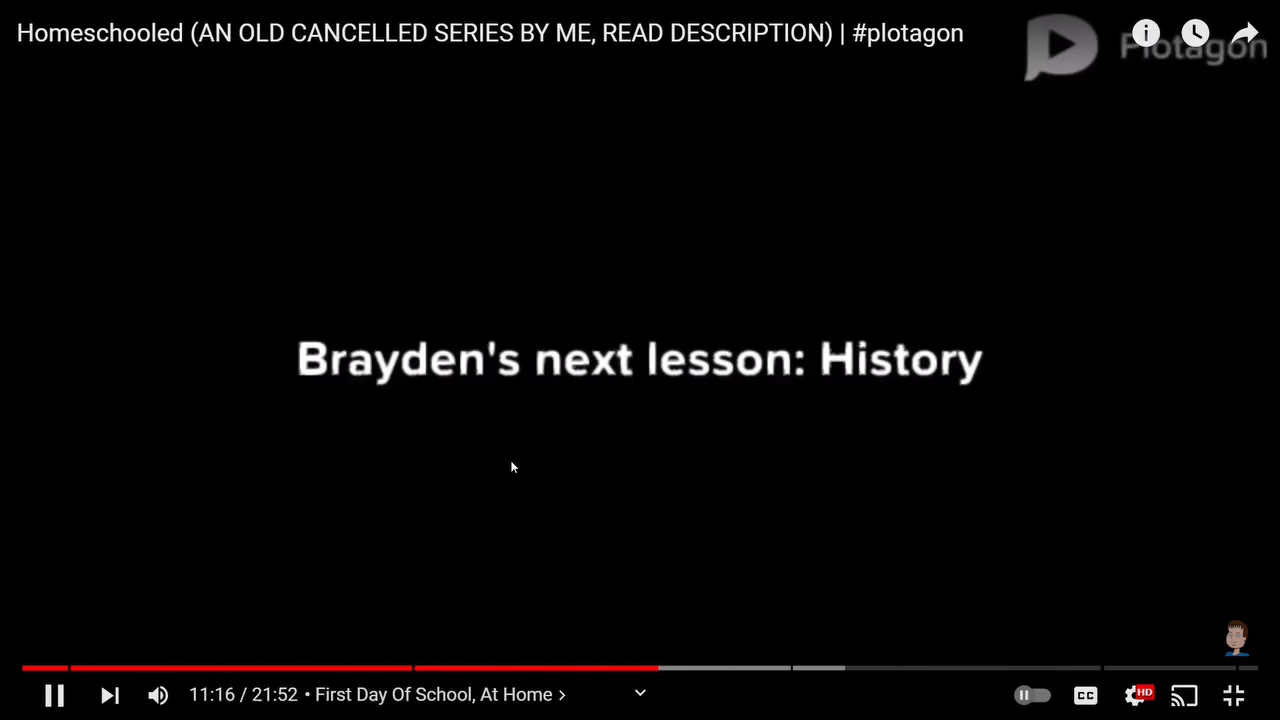 Homeschooled (AN OLD CANCELLED SERIES BY ME, READ DESCRIPTION) | #plotagon
Plotagon
Brayden's next lesson: History
11:16 / 21:52 • First Day Of School, At Home >
CC
HD